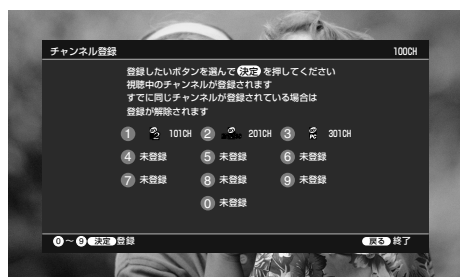 チャンネル登録 100CH
登録したいボタンを選んで 決定 を押してください
視聴中のチャンネルが登録されます
すでに同じチャンネルが登録されている場合は
登録が解除されます
1 101CH 2 201CH 3 PC 301CH
4 未登録 5 未登録 6 未登録
7 未登録 8 未登録 9 未登録
0 未登録
0～9 決定 登録 戻る 終了